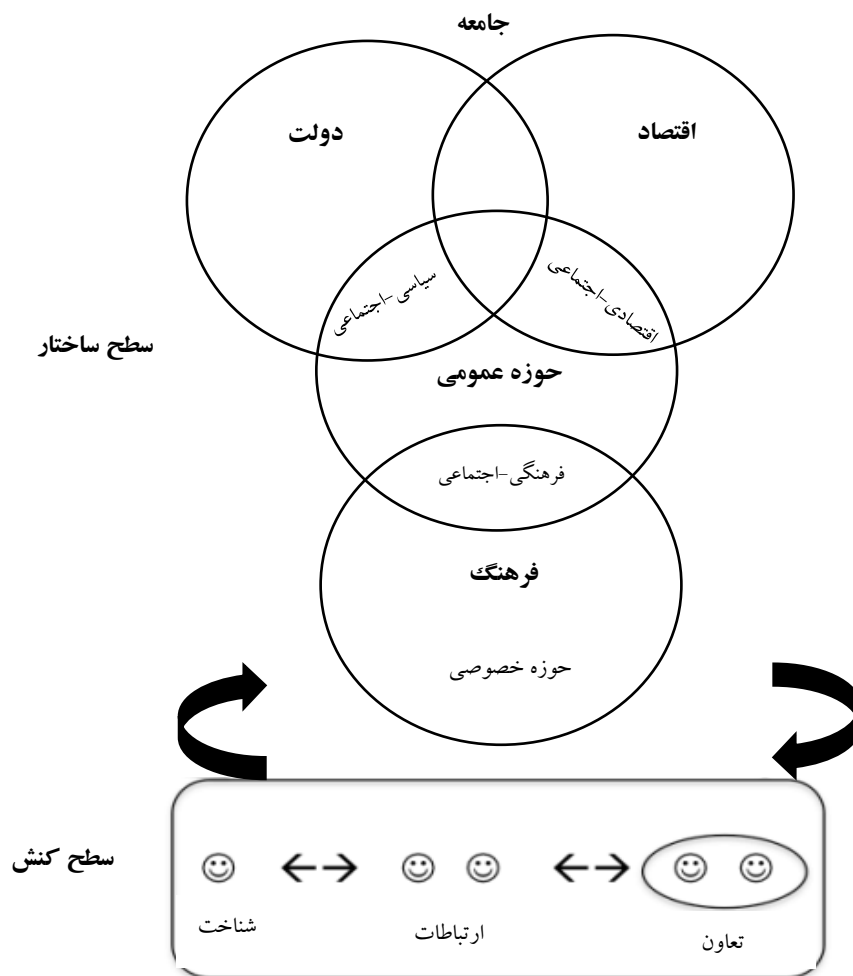 جامعه
اقتصاد
دولت
اقتصادی-اجتماعی
سیاسی-اجتماعی
سطح ساختار
حوزه عمومی
فرهنگی-اجتماعی
فرهنگ
حوزه خصوصی
سطح کنش
تعاون
ارتباطات
شناخت